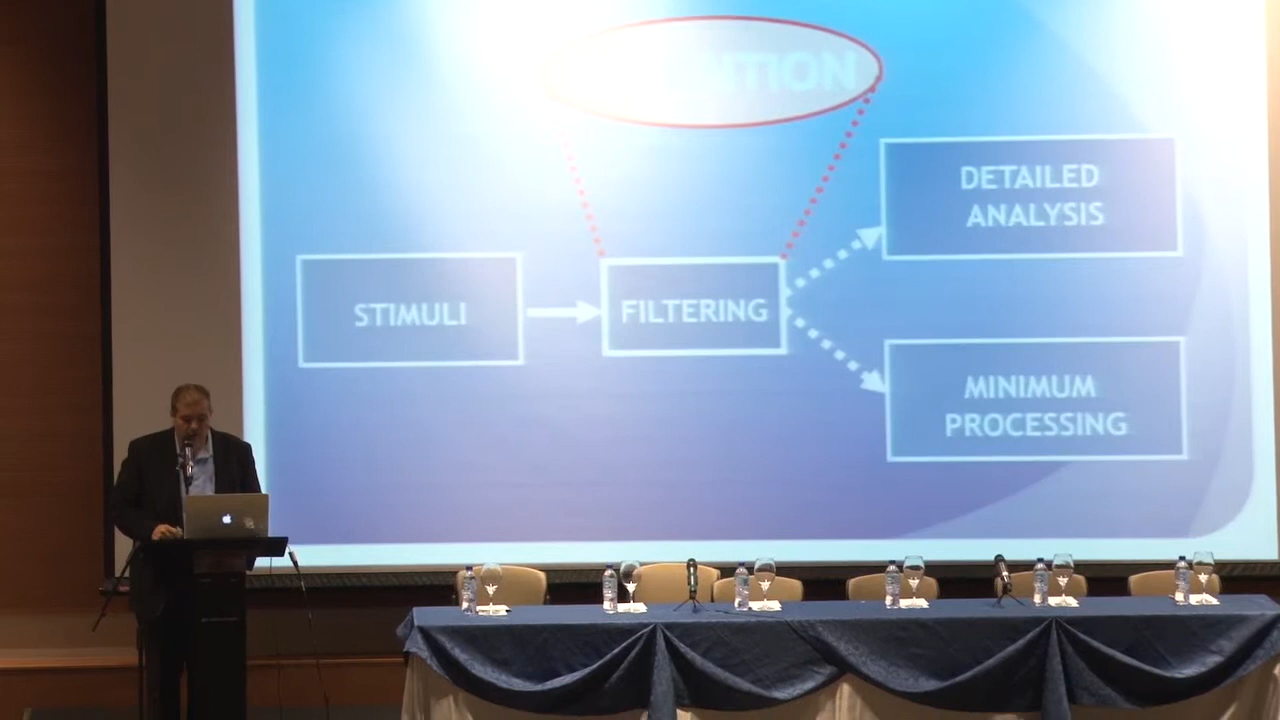 STIMULI
FILTERING
DETAILED
ANALYSIS
MINIMUM
PROCESSING